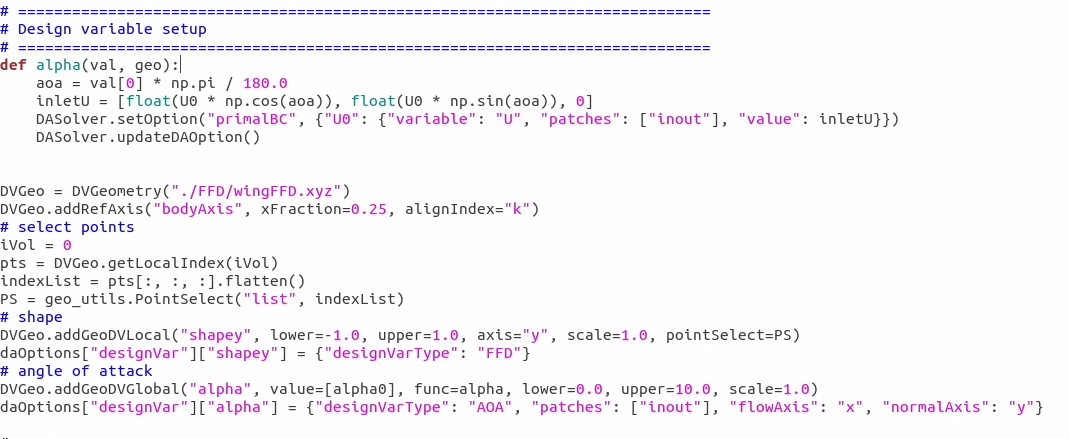 # =============================================================================
# Design variable setup
# =============================================================================
def alpha(val, geo):
    aoa = val[0] * np.pi / 180.0
    inletU = [float(U0 * np.cos(aoa)), float(U0 * np.sin(aoa)), 0]
    DASolver.setOption("primalBC", {"U0": {"variable": "U", "patches": ["inout"], "value": inletU}})
    DASolver.updateDAOption()
DVGeo = DVGeometry("./FFD/wingFFD.xyz")
DVGeo.addRefAxis("bodyAxis", xFraction=0.25, alignIndex="k")
# select points
iVol = 0
pts = DVGeo.getLocalIndex(iVol)
indexList = pts[:, :, :].flatten()
PS = geo_utils.PointSelect("list", indexList)
# shape
DVGeo.addGeoDVLocal("shapey", lower=-1.0, upper=1.0, axis="y", scale=1.0, pointSelect=PS)
daOptions["designVar"]["shapey"] = {"designVarType": "FFD"}
# angle of attack
DVGeo.addGeoDVGlobal("alpha", value=[alpha0], func=alpha, lower=0.0, upper=10.0, scale=1.0)
daOptions["designVar"]["alpha"] = {"designVarType": "AOA", "patches": ["inout"], "flowAxis": "x", "normalAxis": "y"}